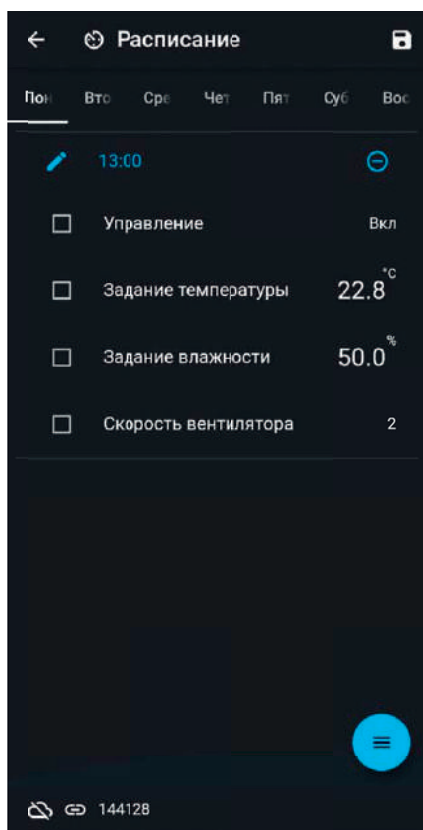 Расписание
Пон Вто Сре Чет Пят Суб Вос
13:00
Управление Вкл
Задание температуры 22.8 °C
Задание влажности 50.0 %
Скорость вентилятора 2
144128